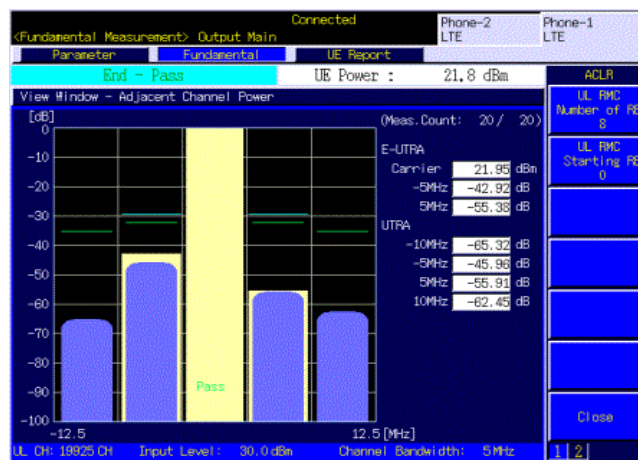 Connected
<Fundamental Measurement> Output Main
Phone-2 LTE
Phone-1 LTE
Parameter Fundamental UE Report
End - Pass UE Power : 21.8 dBm
ACLR
View Window - Adjacent Channel Power
UL RMC
Number of RB
8
UL RMC
Starting RB
0
[dB] (Meas.Count: 20/ 20)
0
-10
-20
-30
-40
-50
-60
-70
-80
-90
-100
E-UTRA
Carrier 21.95 dBm
-5MHz -42.92 dB
5MHz -55.38 dB
UTRA
-10MHz -65.32 dB
-5MHz -45.96 dB
5MHz -55.91 dB
10MHz -62.45 dB
Pass
-12.5 12.5[MHz]
Close
UL CH: 19925CH Input Level: 30.0dBm Channel Bandwidth: 5MHz
1 2